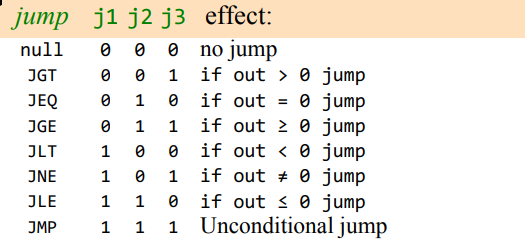 jump j1 j2 j3 effect:
null 0 0 0 no jump
JGT 0 0 1 if out > 0 jump
JEQ 0 1 0 if out = 0 jump
JGE 0 1 1 if out ≥ 0 jump
JLT 1 0 0 if out < 0 jump
JNE 1 0 1 if out ≠ 0 jump
JLE 1 1 0 if out ≤ 0 jump
JMP 1 1 1 Unconditional jump